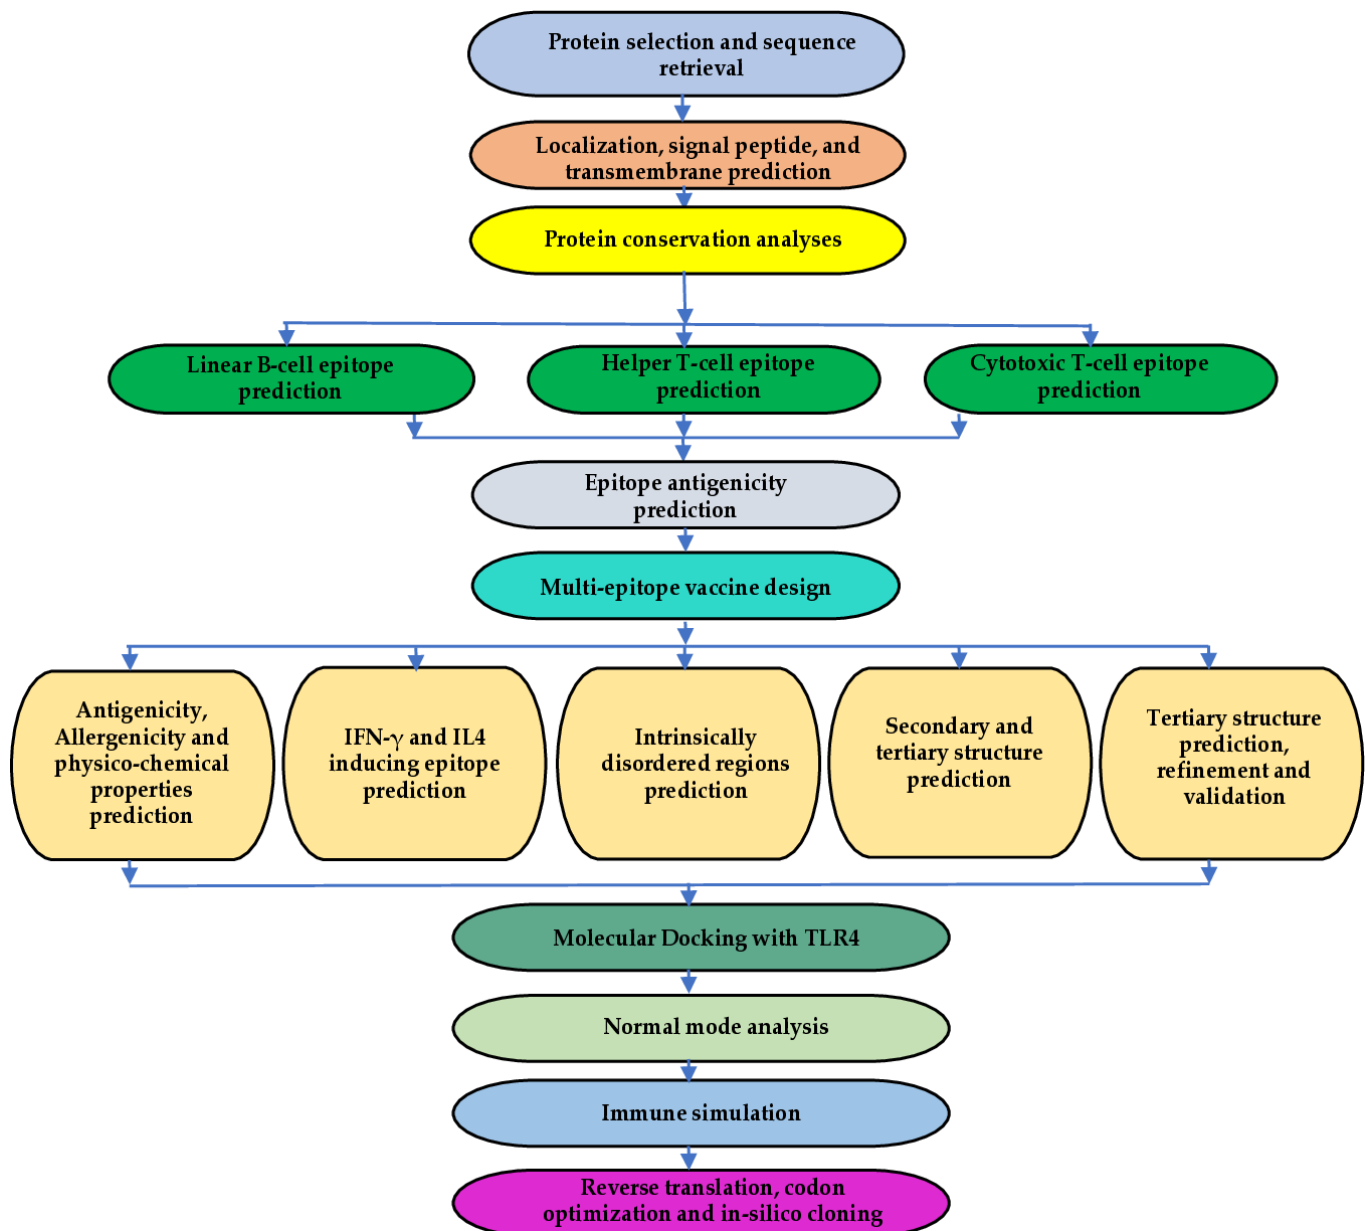 Protein selection and sequence
retrieval
Localization, signal peptide, and
transmembrane prediction
Protein conservation analyses
Linear B-cell epitope
prediction
Helper T-cell epitope
prediction
Cytotoxic T-cell epitope
prediction
Epitope antigenicity
prediction
Multi-epitope vaccine design
Antigenicity,
Allergenicity and
physico-chemical
properties
prediction
IFN-γ and IL4
inducing epitope
prediction
Intrinsically
disordered regions
prediction
Secondary and
tertiary structure
prediction
Tertiary structure
prediction,
refinement and
validation
Molecular Docking with TLR4
Normal mode analysis
Immune simulation
Reverse translation, codon
optimization and in-silico cloning